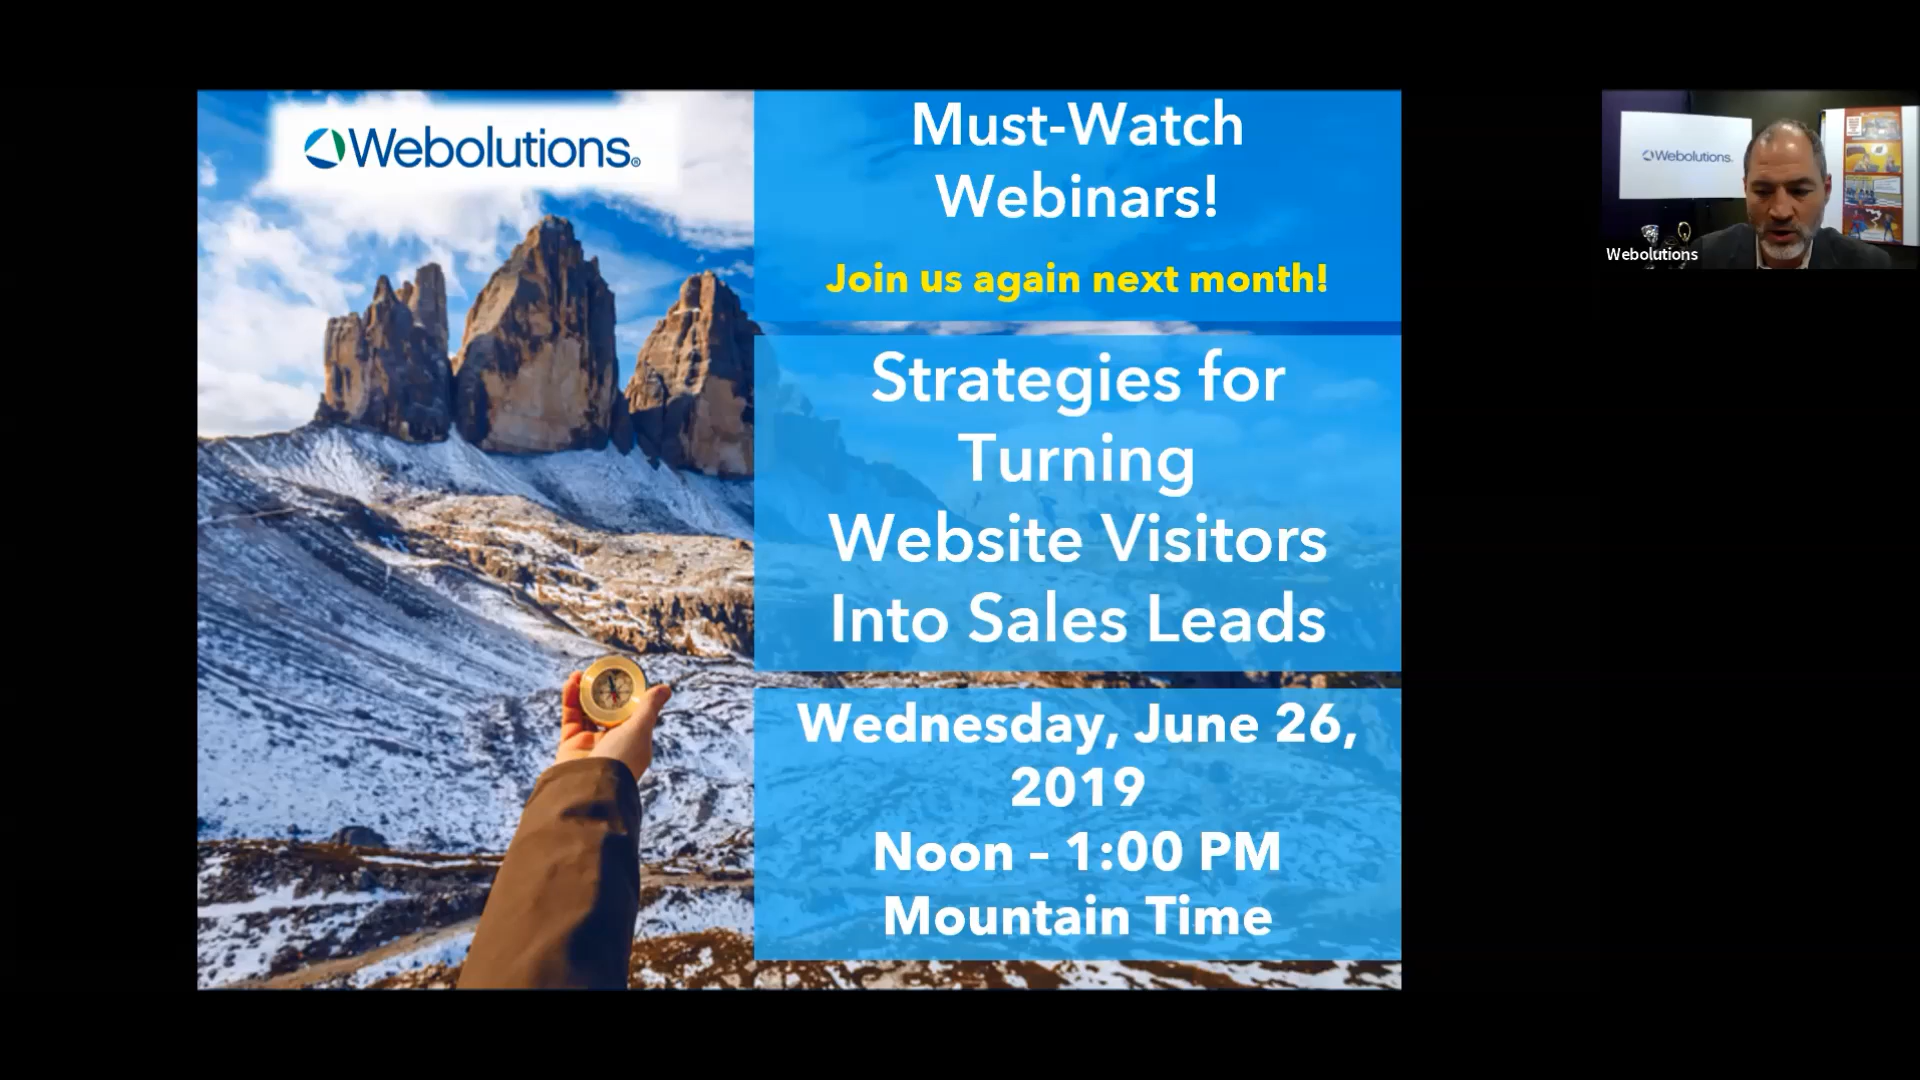 Webolutions®
Must-Watch
Webinars!
Join us again next month!
Strategies for
Turning
Website Visitors
Into Sales Leads
Wednesday, June 26,
2019
Noon – 1:00 PM
Mountain Time
Webolutions.
Webolutions